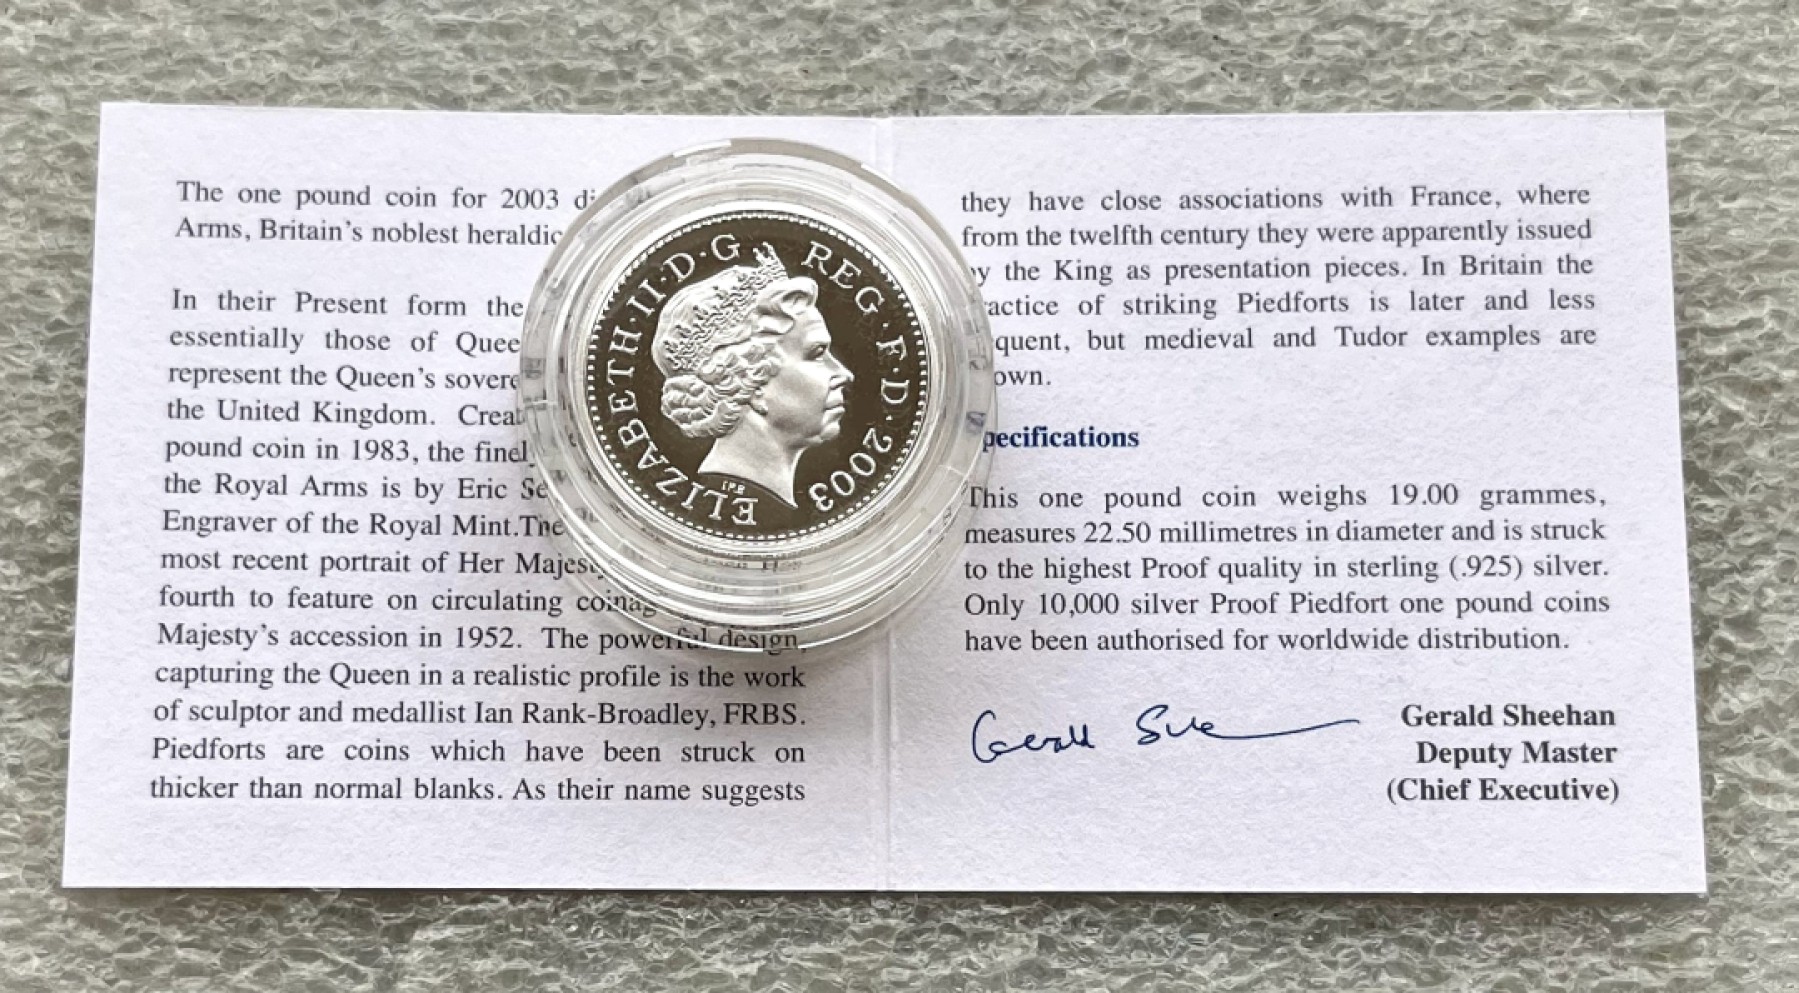 The one pound coin for 2003
Arms, Britain's noblest heraldic
In their Present form the
essentially those of
represent the Queen's
the United Kingdom.
pound coin in 1983, the
the Royal Arms is by Eric
Engraver of the Royal Mint.The
most recent portrait of Her
fourth to feature on circulating
Majesty's accession in 1952. The powerful design,
capturing the Queen in a realistic profile is the work
of sculptor and medallist Ian Rank-Broadley, FRBS.
Piedforts are coins which have been struck on
thicker than normal blanks. As their name suggests
ELIZABETH·II·D·G REG·F·D·2003
IRB
they have close associations with France, where
from the twelfth century they were apparently issued
the King as presentation pieces. In Britain the
of striking Piedforts is later and less
but medieval and Tudor examples are
Specifications
This one pound coin weighs 19.00 grammes,
measures 22.50 millimetres in diameter and is struck
to the highest Proof quality in sterling (.925) silver.
Only 10,000 silver Proof Piedfort one pound coins
have been authorised for worldwide distribution.
Gerald Sheehan
Deputy Master
(Chief Executive)